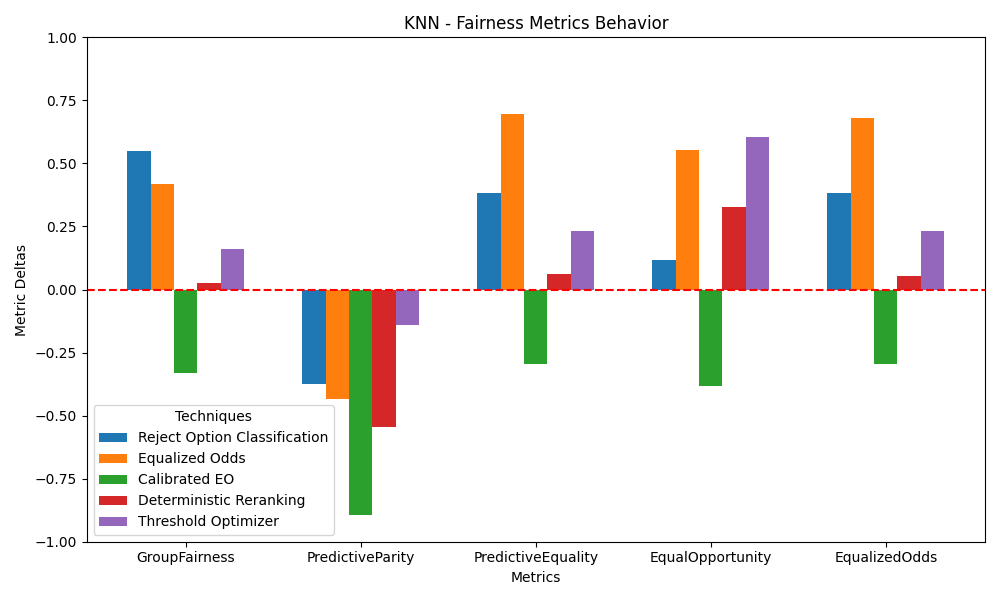 KNN - Fairness Metrics Behavior
Metric Deltas
1.00
0.75
0.50
0.25
0.00
−0.25
−0.50
−0.75
−1.00
Techniques
Reject Option Classification
Equalized Odds
Calibrated EO
Deterministic Reranking
Threshold Optimizer
GroupFairness PredictiveParity PredictiveEquality EqualOpportunity EqualizedOdds
Metrics